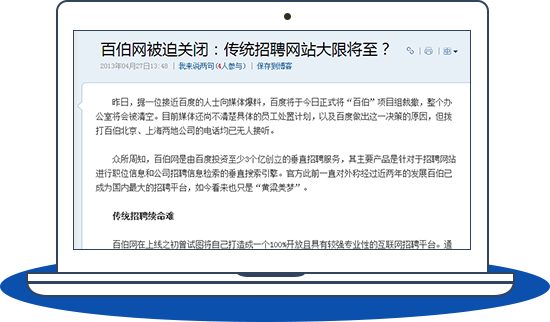 百伯网被迫关闭：传统招聘网站大限将至？
2013年04月27日13:48 | 我来说两句(4人参与) | 保存到博客
昨日，据一位接近百度的人士向媒体爆料，百度将于今日正式将“百伯”项目组裁撤，整个办
公室将会被清空。目前媒体还尚不清楚具体的员工处置计划，以及百度做出这一决策的原因，但拨
打百伯北京、上海两地公司的电话均已无人接听。
众所周知，百伯网是由百度投资至少3个亿创立的垂直招聘服务，其主要产品是针对于招聘网站
进行职位信息和公司招聘信息检索的垂直搜索引擎。官方此前一直对外称经过近两年的发展百伯已
成为国内最大的招聘平台，如今看来也只是“黄粱美梦”。
传统招聘续命难
百伯网在上线之初曾试图将自己打造成一个100%开放且具有较强专业性的互联网招聘平台。通